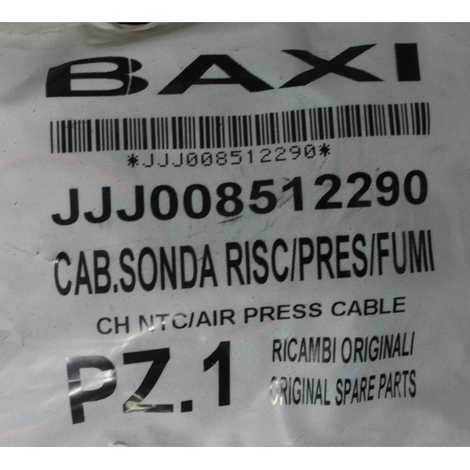 BAXI
*JJJ008512290*
JJJ008512290
CAB.SONDA RISC/PRES/FUMI
CH NTC/AIR PRESS CABLE
PZ.1
RICAMBI ORIGINALI
ORIGINAL SPARE PARTS